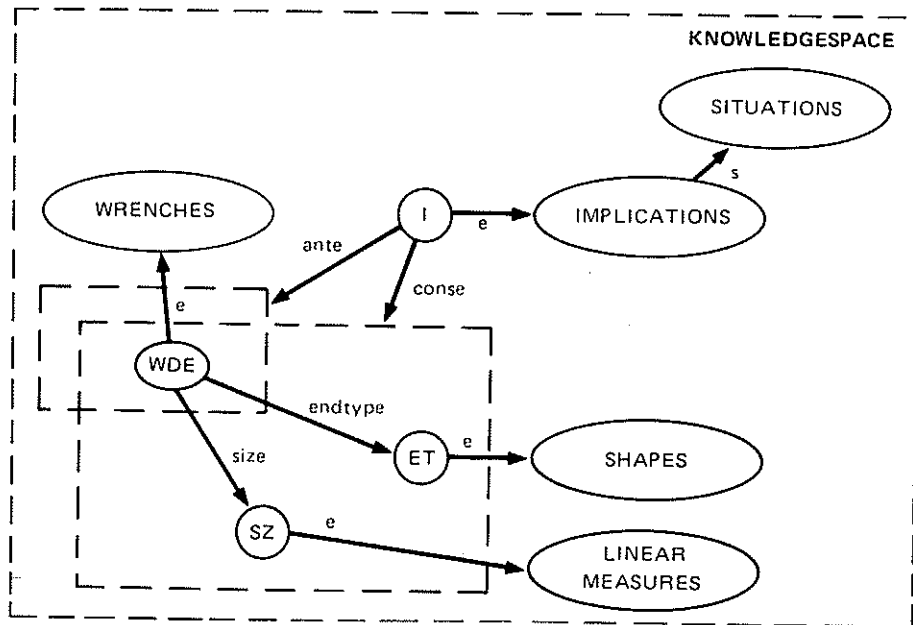 KNOWLEDGESPACE
SITUATIONS
s
WRENCHES
I
e
IMPLICATIONS
ante
conse
e
WDE
endtype
size
ET
e
SHAPES
SZ
e
LINEAR
MEASURES